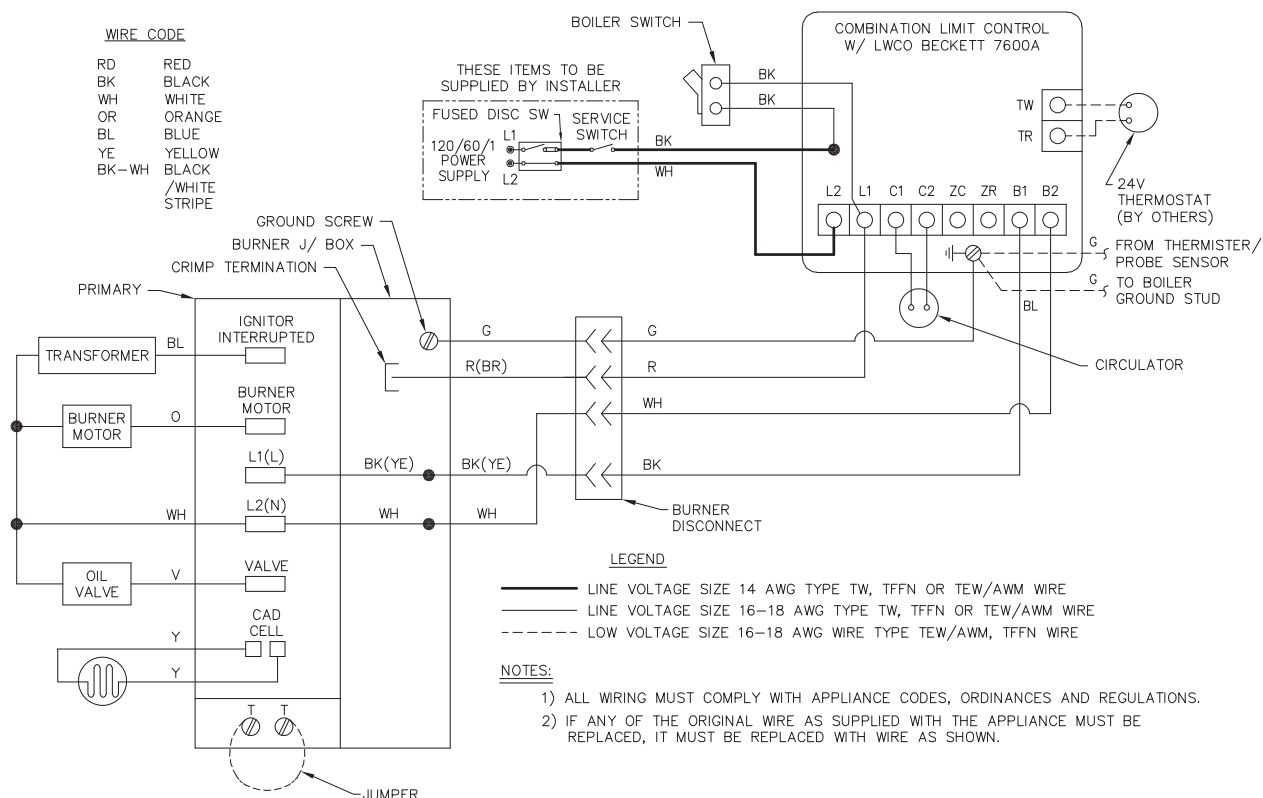 WIRE CODE
RD RED
BK BLACK
WH WHITE
OR ORANGE
BL BLUE
YE YELLOW
BK-WH BLACK
/WHITE
STRIPE
BOILER SWITCH
BK
BK
COMBINATION LIMIT CONTROL
W/ LWCO BECKETT 7600A
TW
TR
24V
THERMOSTAT
(BY OTHERS)
THESE ITEMS TO BE
SUPPLIED BY INSTALLER
FUSED DISC SW
SERVICE
SWITCH
L1
120/60/1
POWER
SUPPLY
L2
BK
WH
L2 L1 C1 C2 ZC ZR B1 B2
G
FROM THERMISTER/
PROBE SENSOR
G
TO BOILER
GROUND STUD
BL
CIRCULATOR
GROUND SCREW
BURNER J/ BOX
CRIMP TERMINATION
PRIMARY
TRANSFORMER
BL
IGNITOR
INTERRUPTED
G
G
R(BR)
R
BURNER
MOTOR
O
BURNER
MOTOR
WH
L1(L)
BK(YE)
BK(YE)
BK
WH
L2(N)
WH
WH
BURNER
DISCONNECT
OIL
VALVE
V
VALVE
CAD
CELL
Y
Y
T T
JUMPER
LEGEND
LINE VOLTAGE SIZE 14 AWG TYPE TW, TFFN OR TEW/AWM WIRE
LINE VOLTAGE SIZE 16-18 AWG TYPE TW, TFFN OR TEW/AWM WIRE
LOW VOLTAGE SIZE 16-18 AWG WIRE TYPE TEW/AWM, TFFN WIRE
NOTES:
1) ALL WIRING MUST COMPLY WITH APPLIANCE CODES, ORDINANCES AND REGULATIONS.
2) IF ANY OF THE ORIGINAL WIRE AS SUPPLIED WITH THE APPLIANCE MUST BE
REPLACED, IT MUST BE REPLACED WITH WIRE AS SHOWN.